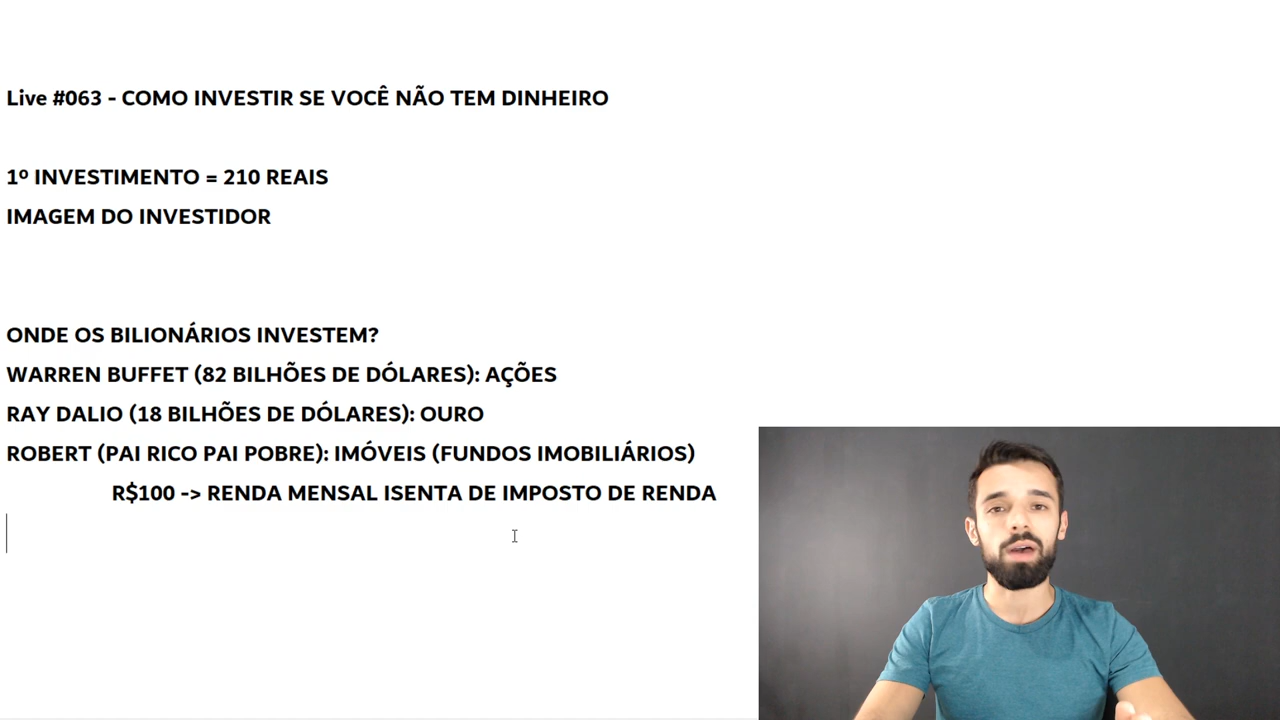 Live #063 - COMO INVESTIR SE VOCÊ NÃO TEM DINHEIRO
1º INVESTIMENTO = 210 REAIS
IMAGEM DO INVESTIDOR
ONDE OS BILIONÁRIOS INVESTEM?
WARREN BUFFET (82 BILHÕES DE DÓLARES): AÇÕES
RAY DALIO (18 BILHÕES DE DÓLARES): OURO
ROBERT (PAI RICO PAI POBRE): IMÓVEIS (FUNDOS IMOBILIÁRIOS)
R$100 -> RENDA MENSAL ISENTA DE IMPOSTO DE RENDA